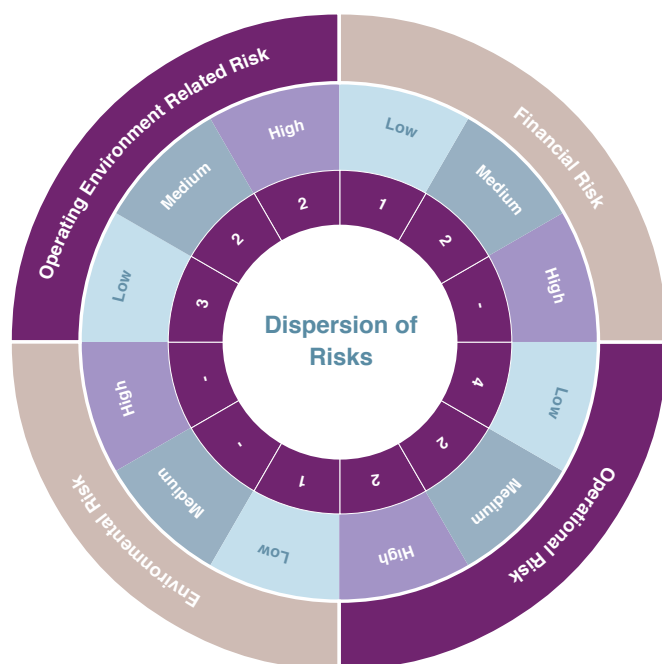 Dispersion of
Risks
Financial Risk
Low
1
Medium
2
High
-
Operational Risk
Low
4
Medium
2
High
2
Environmental Risk
Low
1
Medium
-
High
-
Operating Environment Related Risk
Low
3
Medium
2
High
2